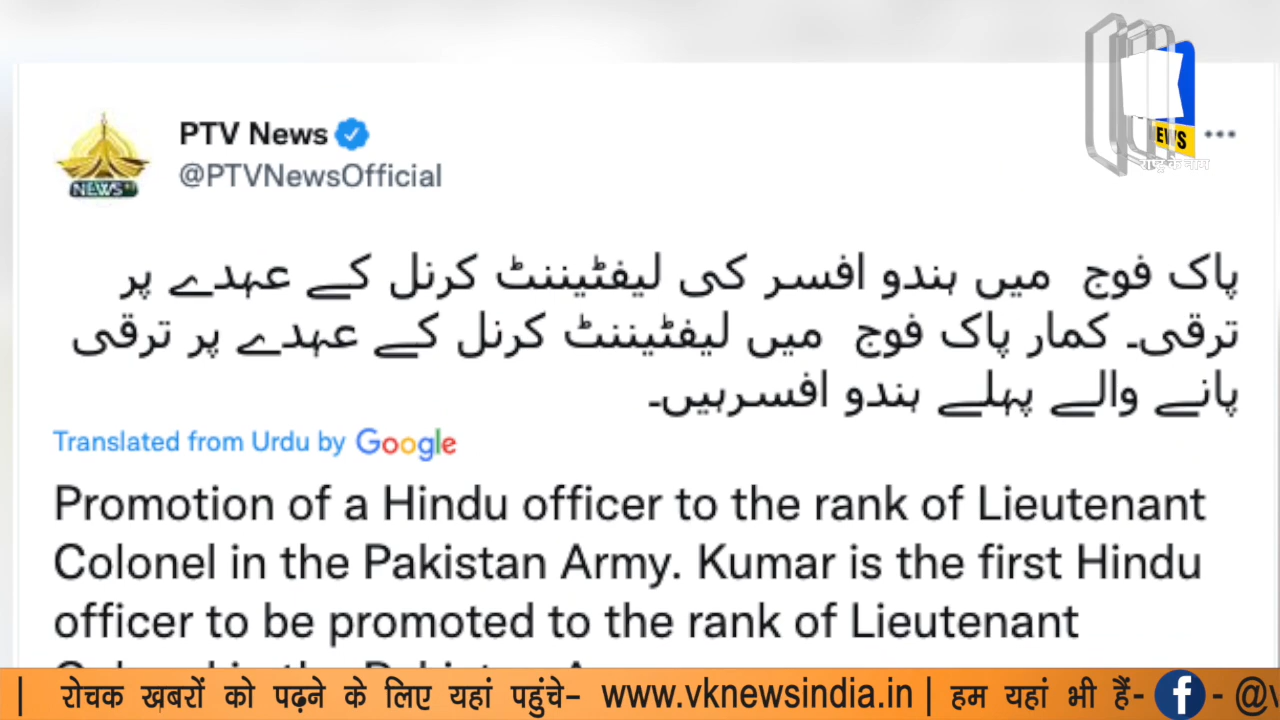 PTV News
@PTVNewsOfficial
NEWS
EWS
राष्ट्र के नाम
پاک فوج میں ہندو افسر کی لیفٹیننٹ کرنل کے عہدے پر
ترقی۔ کمار پاک فوج میں لیفٹیننٹ کرنل کے عہدے پر ترقی
پانے والے پہلے ہندو افسرہیں۔
Translated from Urdu by Google
Promotion of a Hindu officer to the rank of Lieutenant
Colonel in the Pakistan Army. Kumar is the first Hindu
officer to be promoted to the rank of Lieutenant
| रोचक ख़बरों को पढ़ने के लिए यहां पहुंचे- www.vknewsindia.in | हम यहां भी हैं- f - @